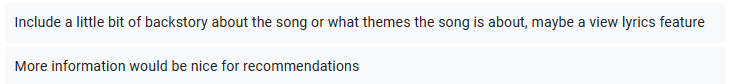 Include a little bit of backstory about the song or what themes the song is about, maybe a view lyrics feature
More information would be nice for recommendations